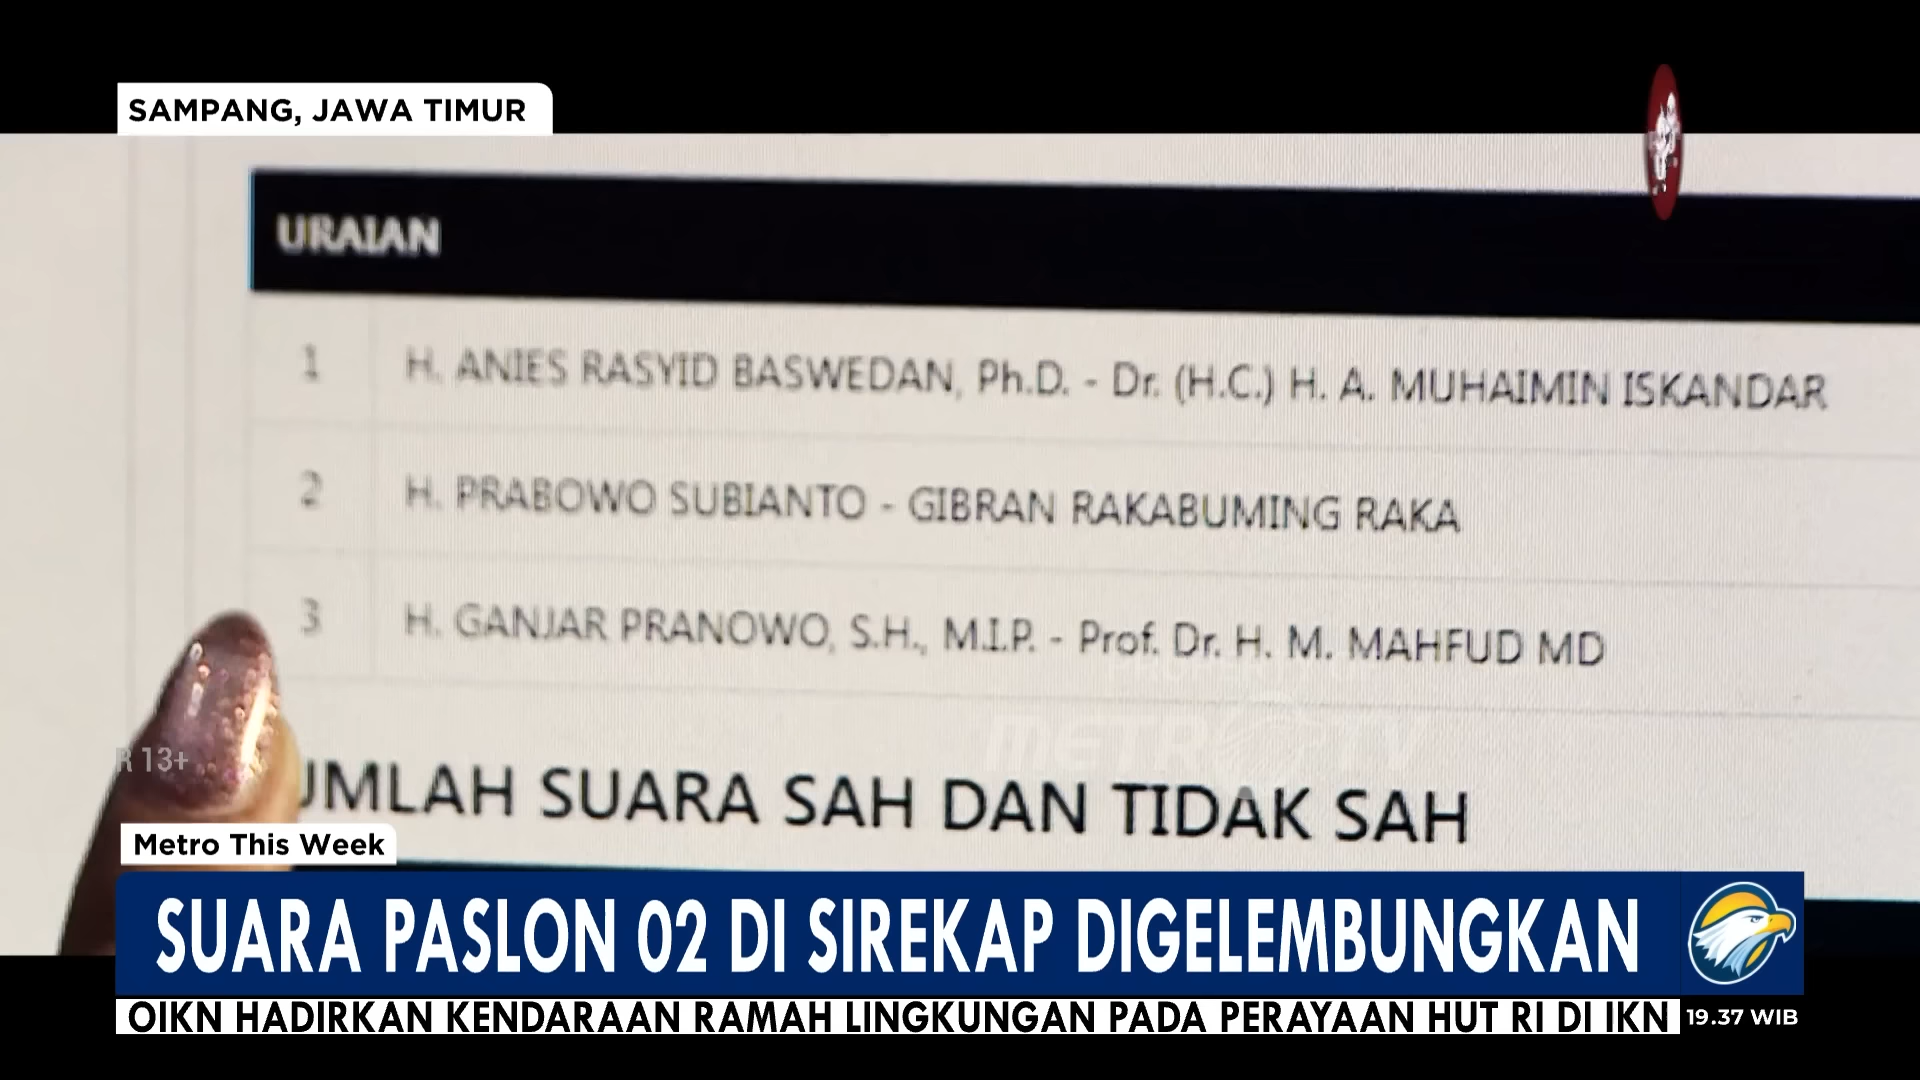 SAMPANG, JAWA TIMUR
URAIAN
1 H. ANIES RASYID BASWEDAN, Ph.D. - Dr. (H.C.) H. A. MUHAIMIN ISKANDAR
2 H. PRABOWO SUBIANTO - GIBRAN RAKABUMING RAKA
3 H. GANJAR PRANOWO, S.H., M.I.P. - Prof. Dr. H. M. MAHFUD MD
METRO TV
R 13+
UMLAH SUARA SAH DAN TIDAK SAH
Metro This Week
SUARA PASLON 02 DI SIREKAP DIGELEMBUNGKAN
OIKN HADIRKAN KENDARAAN RAMAH LINGKUNGAN PADA PERAYAAN HUT RI DI IKN
19.37 WIB